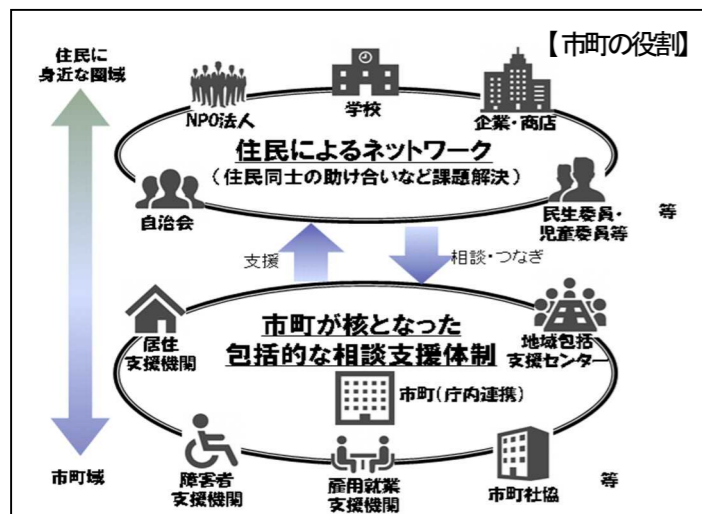 【市町の役割】
住民に
身近な圏域
NPO法人
学校
企業・商店
住民によるネットワーク
(住民同士の助け合いなど課題解決)
自治会
民生委員・
児童委員等
等
支援
相談・つなぎ
市町が核となった
包括的な相談支援体制
居住
支援機関
地域包括
支援センター
市町(庁内連携)
障害者
支援機関
雇用就業
支援機関
市町社協
等
市町域